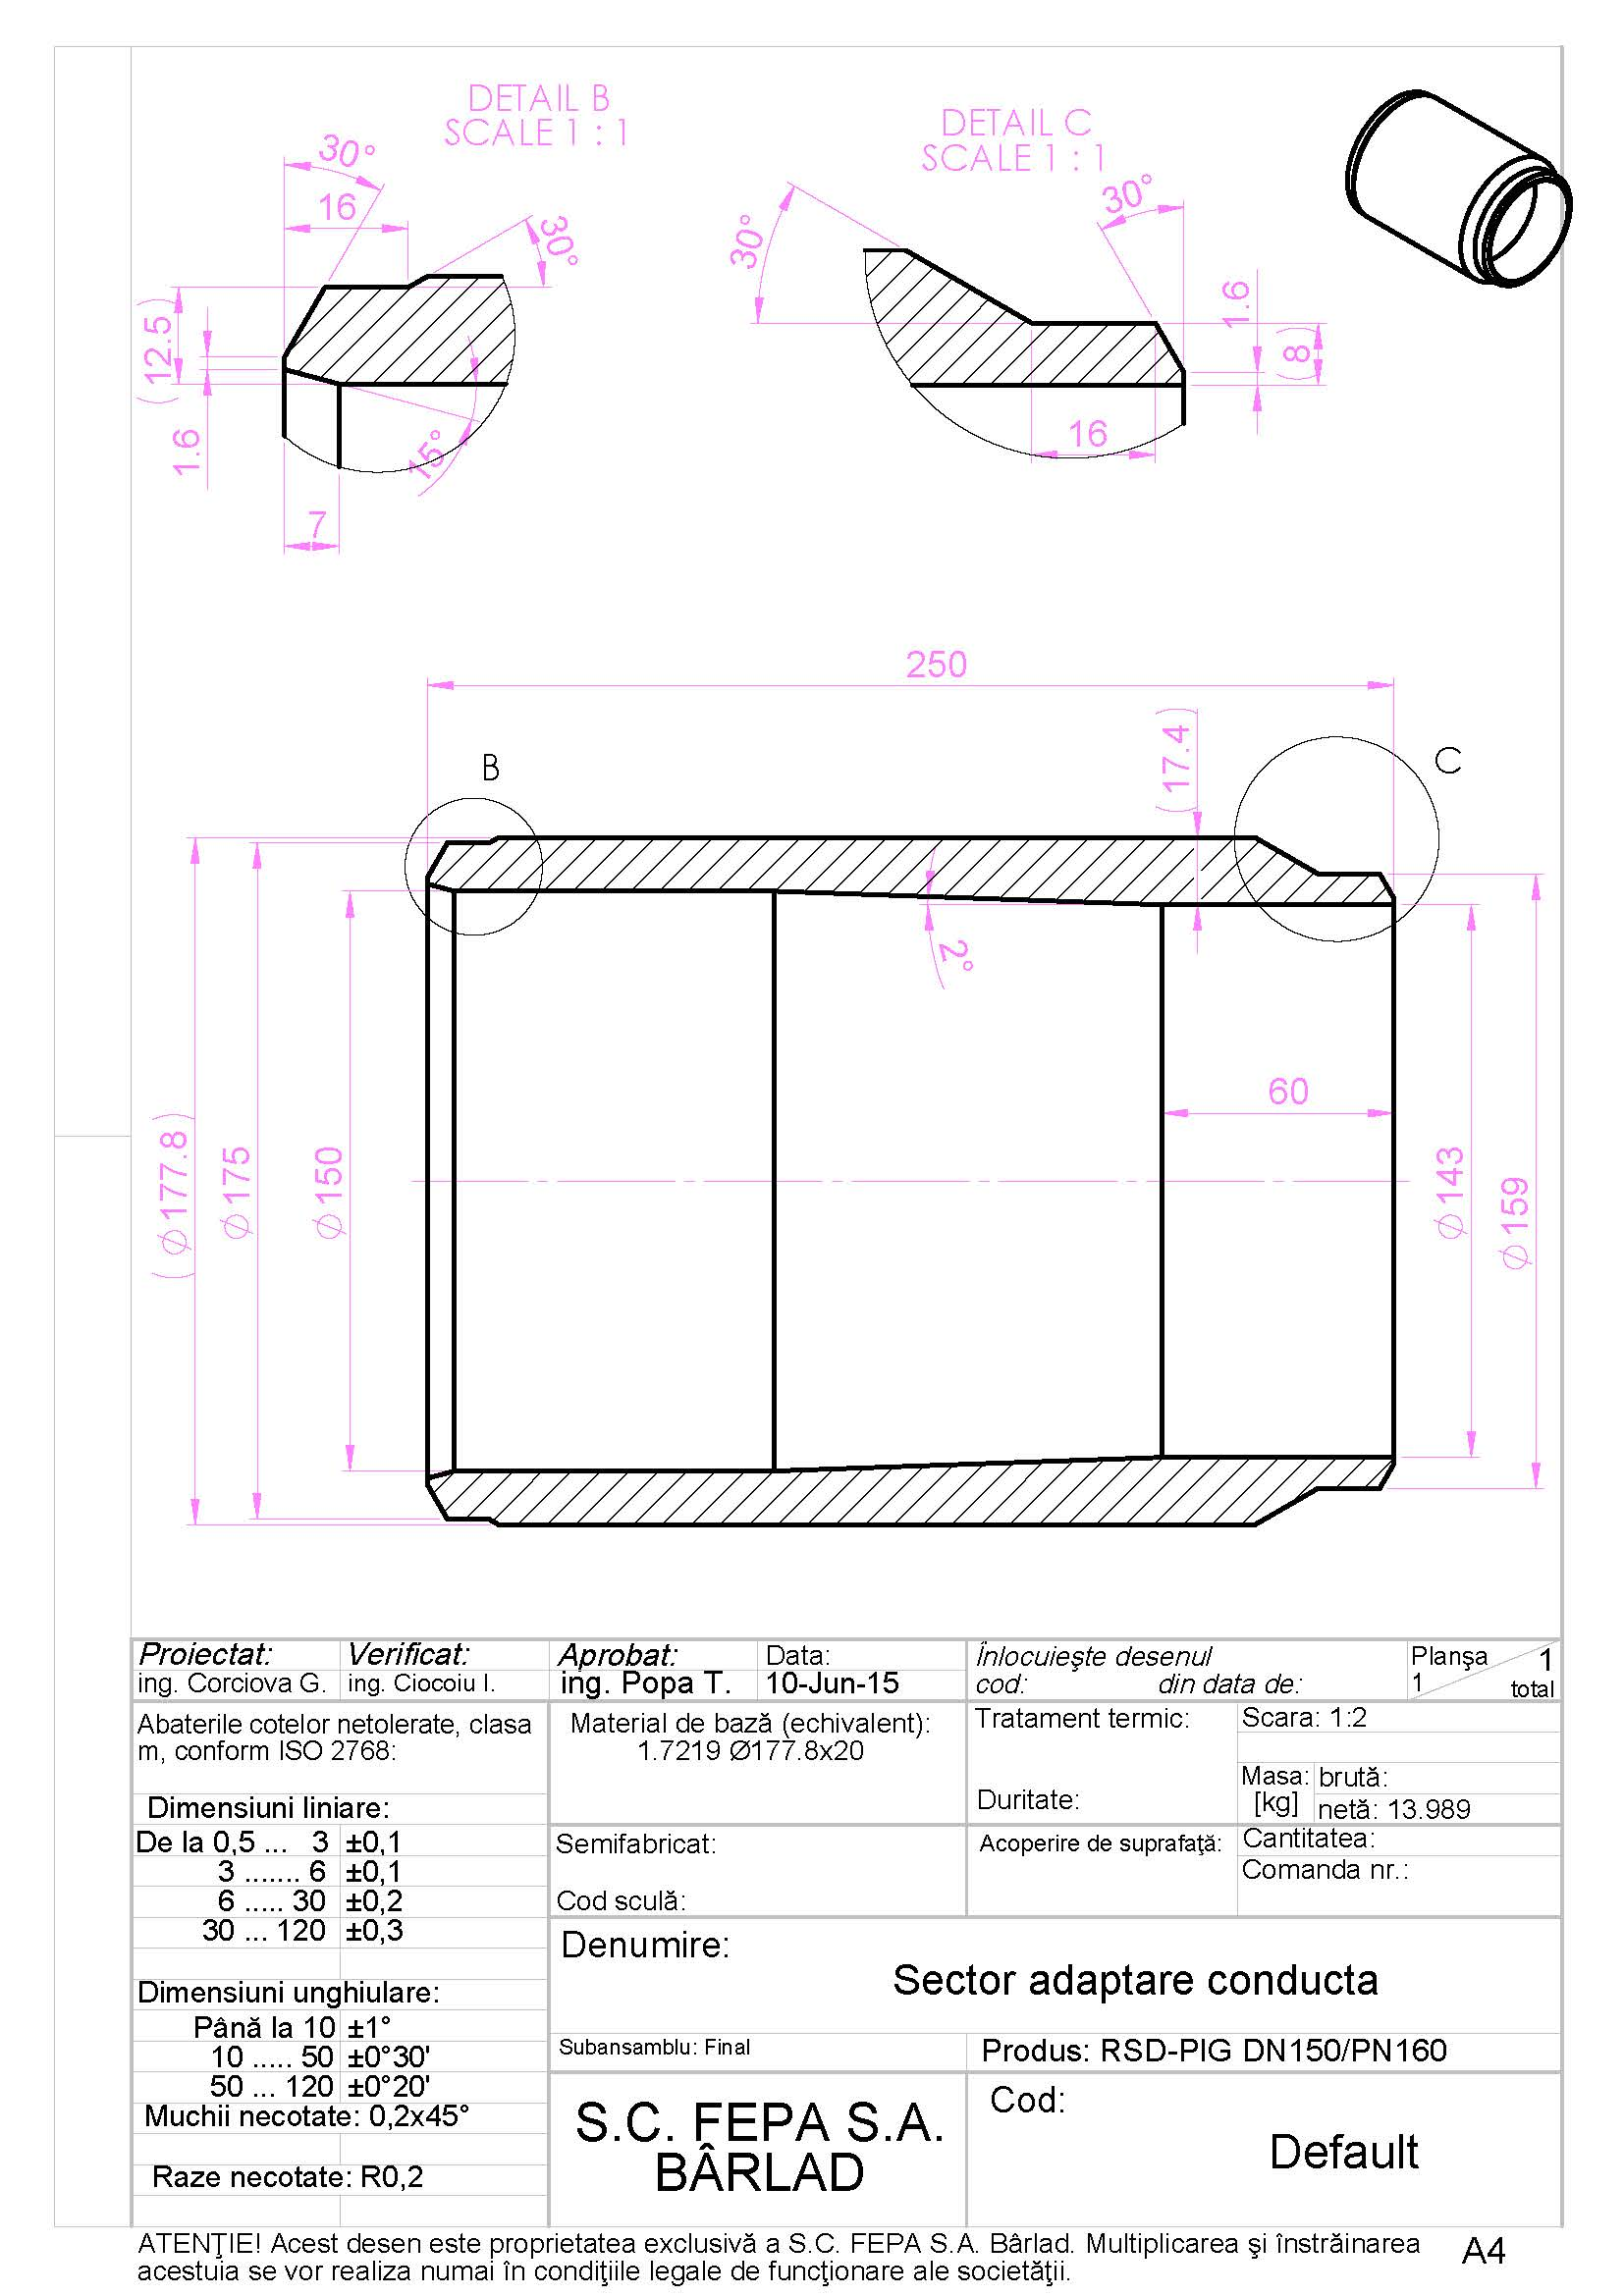 DETAIL B
SCALE 1 : 1
DETAIL C
SCALE 1 : 1
30°
16
30°
(12.5)
1.6
15°
7
30°
30°
1.6
(8)
16
250
(17.4)
B
C
2°
60
(Ø177.8)
Ø175
Ø150
Ø143
Ø159
Proiectat:
ing. Corciova G.
Verificat:
ing. Ciocoiu I.
Aprobat:
ing. Popa T.
Data:
10-Jun-15
Înlocuieşte desenul
cod: din data de:
Planşa
1
1
total
Abaterile cotelor netolerate, clasa
m, conform ISO 2768:
Dimensiuni liniare:
De la 0,5 ... 3 ±0,1
3 ....... 6 ±0,1
6 ..... 30 ±0,2
30 ... 120 ±0,3
Dimensiuni unghiulare:
Până la 10 ±1°
10 ..... 50 ±0°30'
50 ... 120 ±0°20'
Muchii necotate: 0,2x45°
Raze necotate: R0,2
Material de bază (echivalent):
1.7219 Ø177.8x20
Tratament termic:
Duritate:
Scara: 1:2
Masa:
[kg]
brută:
netă: 13.989
Semifabricat:
Cod sculă:
Acoperire de suprafaţă:
Cantitatea:
Comanda nr.:
Denumire:
Sector adaptare conducta
Subansamblu: Final
Produs: RSD-PIG DN150/PN160
S.C. FEPA S.A.
BÂRLAD
Cod:
Default
ATENŢIE! Acest desen este proprietatea exclusivă a S.C. FEPA S.A. Bârlad. Multiplicarea şi înstrăinarea
acestuia se vor realiza numai în condiţiile legale de funcţionare ale societăţii.
A4